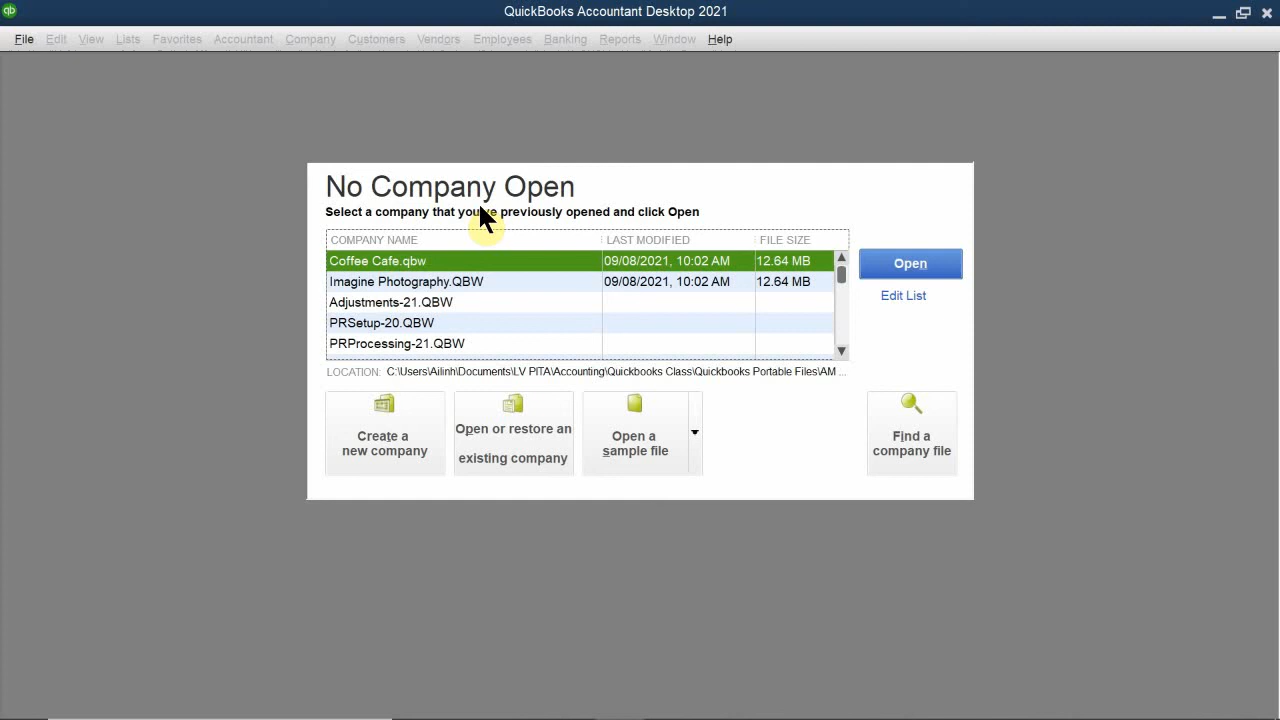 qb QuickBooks Accountant Desktop 2021
File Edit View Lists Favorites Accountant Company Customers Vendors Employees Banking Reports Window Help
No Company Open
Select a company that you've previously opened and click Open
COMPANY NAME LAST MODIFIED FILE SIZE
Coffee Cafe.qbw 09/08/2021, 10:02 AM 12.64 MB
Open
Imagine Photography.QBW 09/08/2021, 10:02 AM 12.64 MB
Edit List
Adjustments-21.QBW
PRSetup-20.QBW
PRProcessing-21.QBW
LOCATION: C:\Users\Ailinh\Documents\LV PITA\Accounting\Quickbooks Class\Quickbooks Portable Files\AM ...
Create a
new company
Open or restore an
existing company
Open a
sample file
Find a
company file